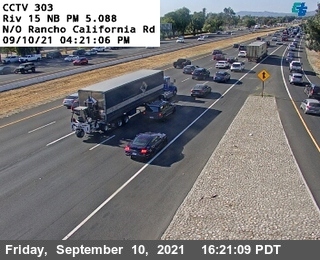 CCTV 303
Riv 15 NB PM 5.088
N/O Rancho California Rd
09/10/21 04:21:06 PM
Friday, September 10, 2021 16:21:09 PDT